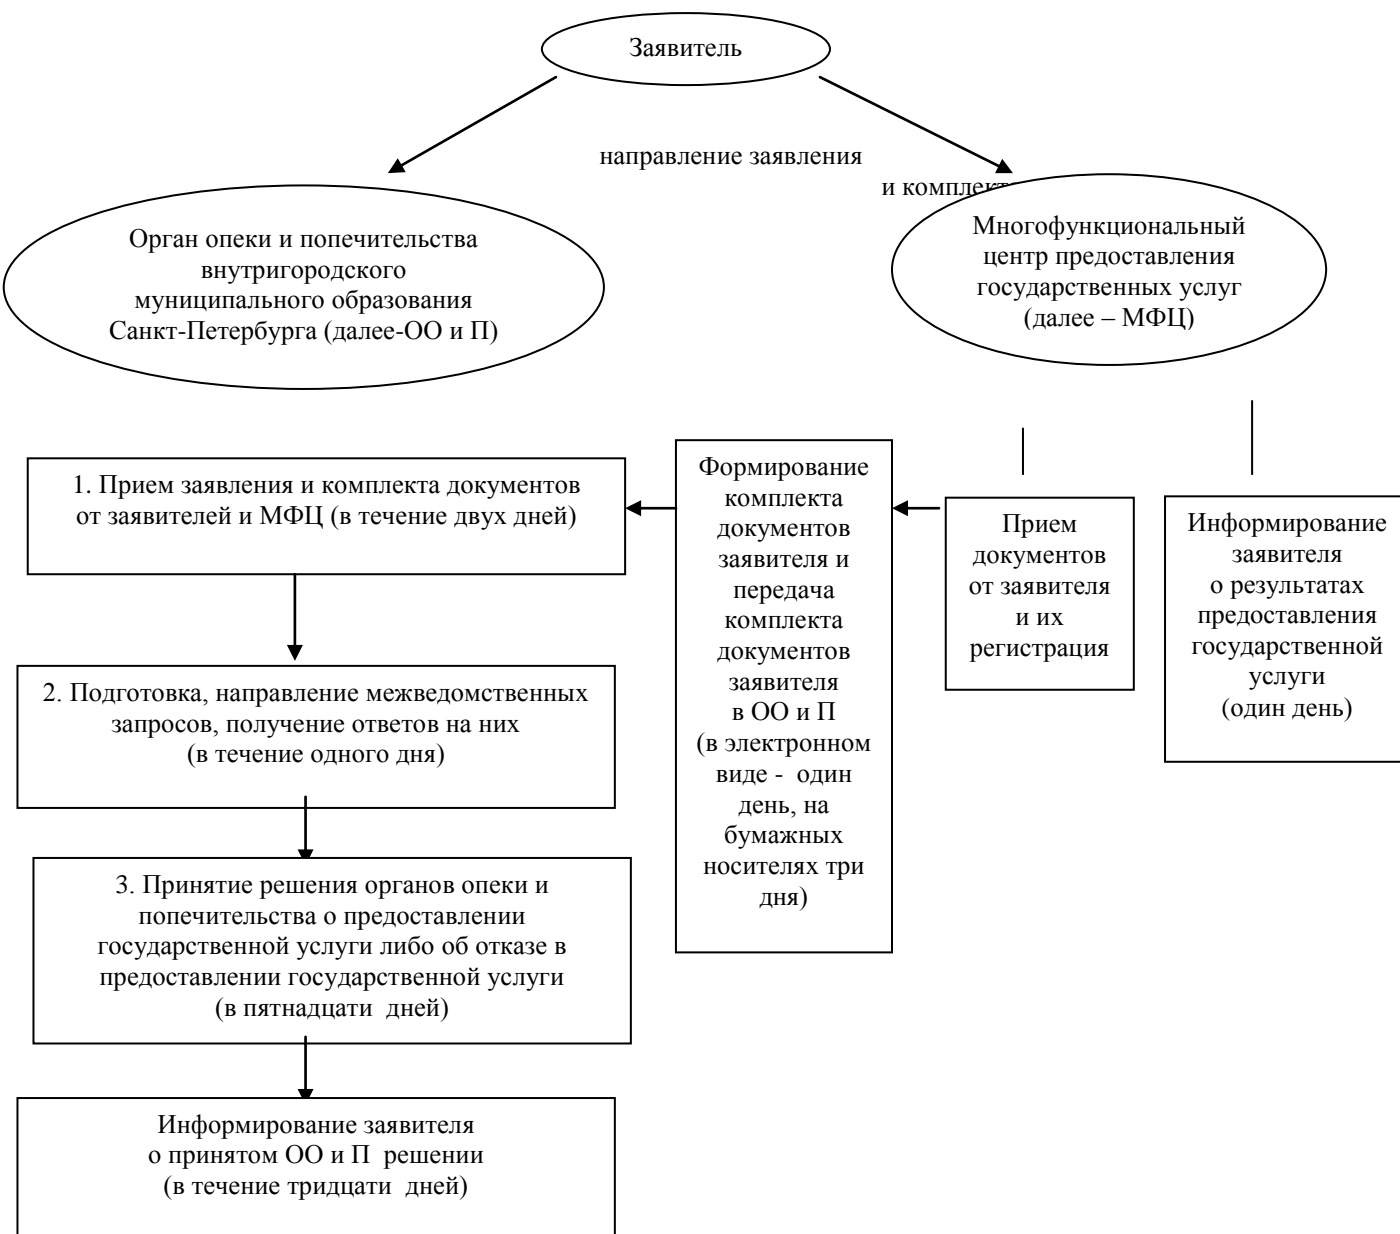 Заявитель
направление заявления
и комплект
Орган опеки и попечительства
внутригородского
муниципального образования
Санкт-Петербурга (далее-ОО и П)
Многофункциональный
центр предоставления
государственных услуг
(далее – МФЦ)
1. Прием заявления и комплекта документов
от заявителей и МФЦ (в течение двух дней)
Формирование
комплекта
документов
заявителя и
передача
комплекта
документов
заявителя
в ОО и П
(в электронном
виде - один
день, на
бумажных
носителях три
дня)
Прием
документов
от заявителя
и их
регистрация
Информирование
заявителя
о результатах
предоставления
государственной
услуги
(один день)
2. Подготовка, направление межведомственных
запросов, получение ответов на них
(в течение одного дня)
3. Принятие решения органов опеки и
попечительства о предоставлении
государственной услуги либо об отказе в
предоставлении государственной услуги
(в пятнадцати дней)
Информирование заявителя
о принятом ОО и П решении
(в течение тридцати дней)